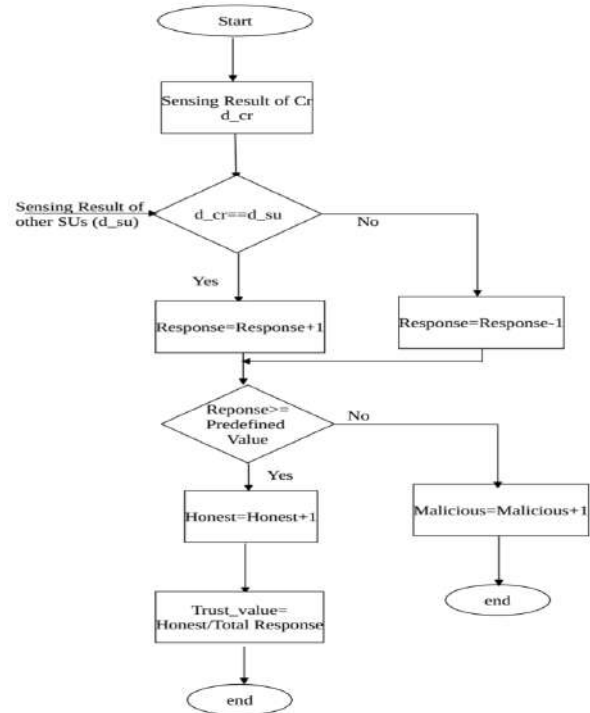 Start
Sensing Result of Cr
d_cr
Sensing Result of
other SUs (d_su)
d_cr==d_su
No
Yes
Response=Response+1
Response=Response-1
Reponse>=
Predefined
Value
No
Yes
Honest=Honest+1
Malicious=Malicious+1
Trust_value=
Honest/Total Response
end
end